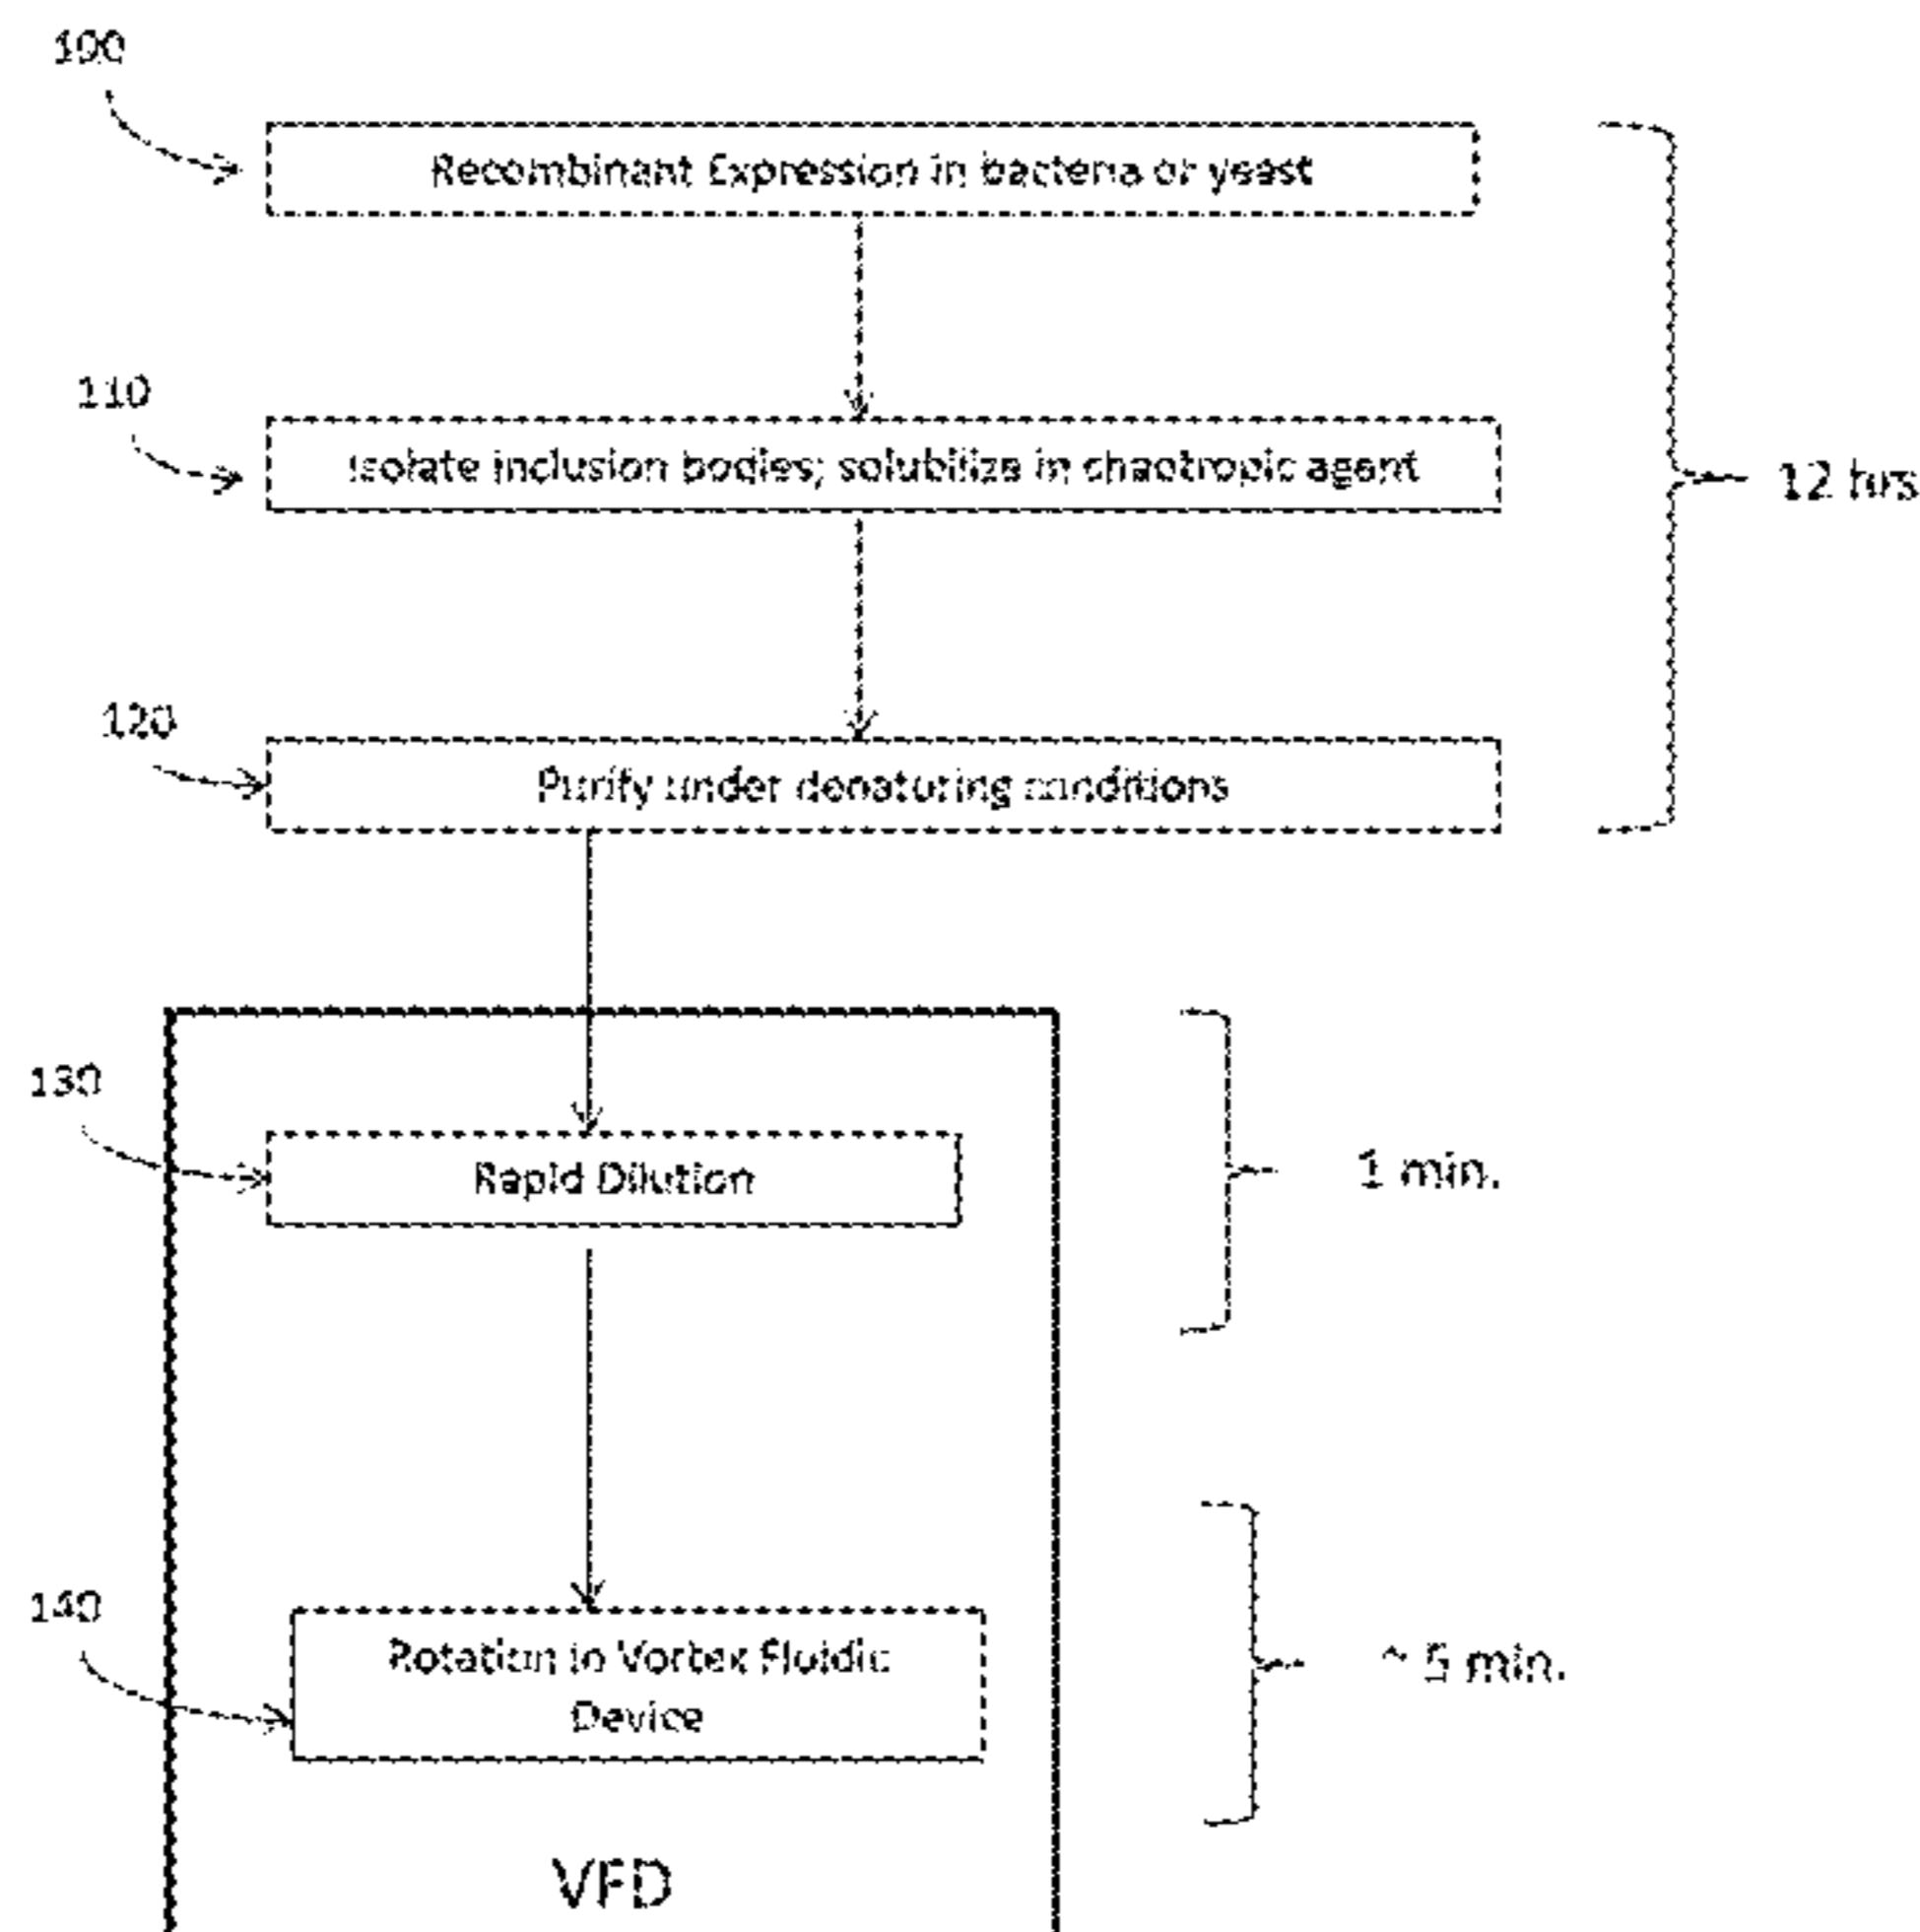 100
Recombinant Expression in bacteria or yeast
110
Isolate inclusion bodies; solubilize in chaotropic agent
12 hrs
120
Purify under denaturing conditions
130
Rapid Dilution
1 min.
140
Rotation in Vortex Fluidic
Device
~ 5 min.
VFD